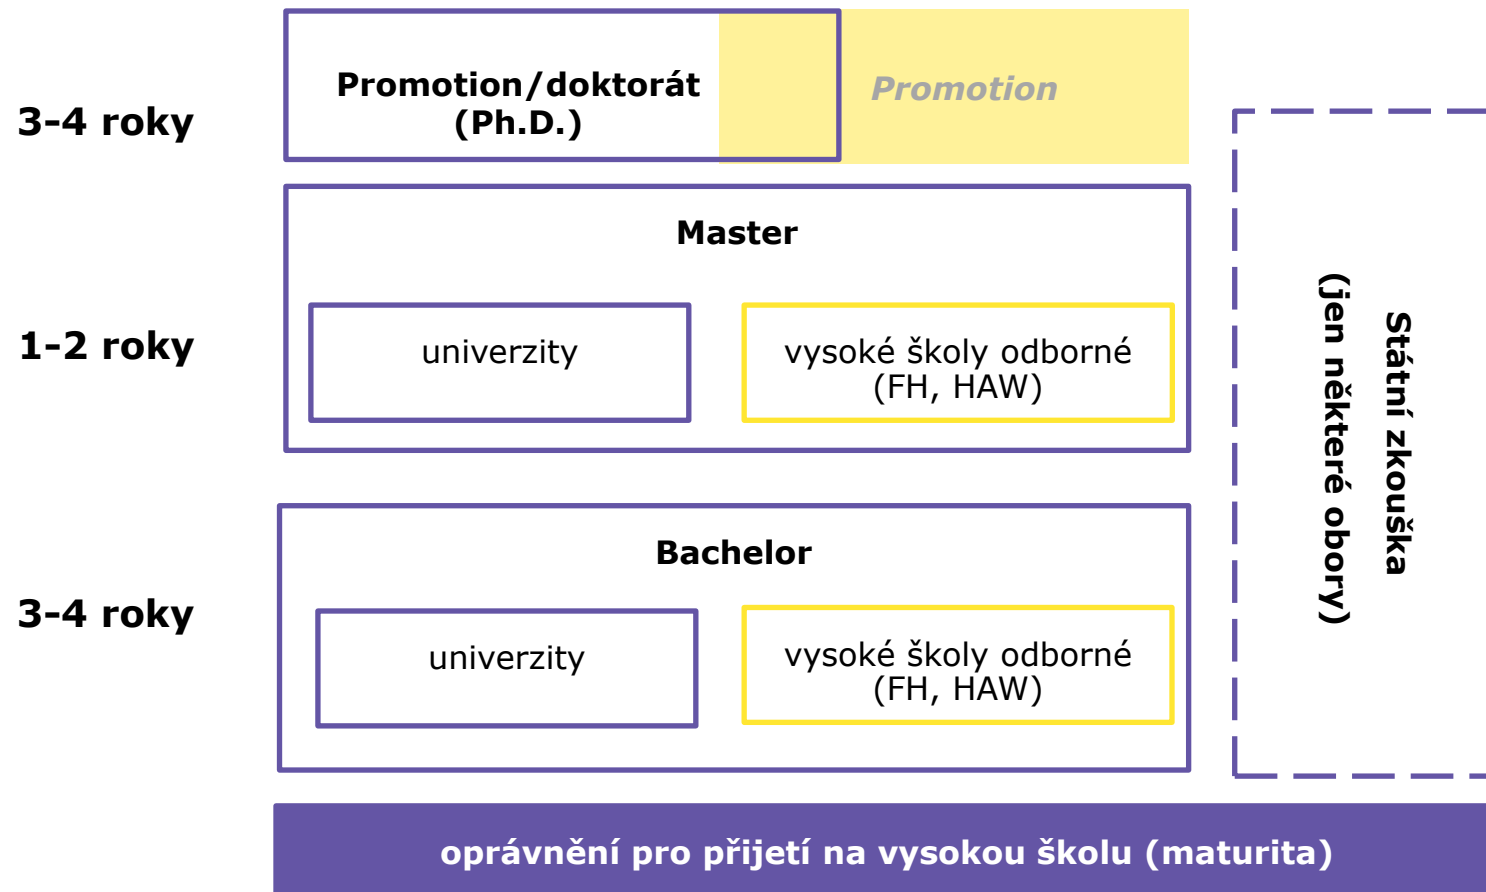 3-4 roky
Promotion/doktorát
(Ph.D.)
Promotion
Master
1-2 roky
univerzity
vysoké školy odborné
(FH, HAW)
Bachelor
3-4 roky
univerzity
vysoké školy odborné
(FH, HAW)
Státní zkouška
(jen některé obory)
oprávnění pro přijetí na vysokou školu (maturita)